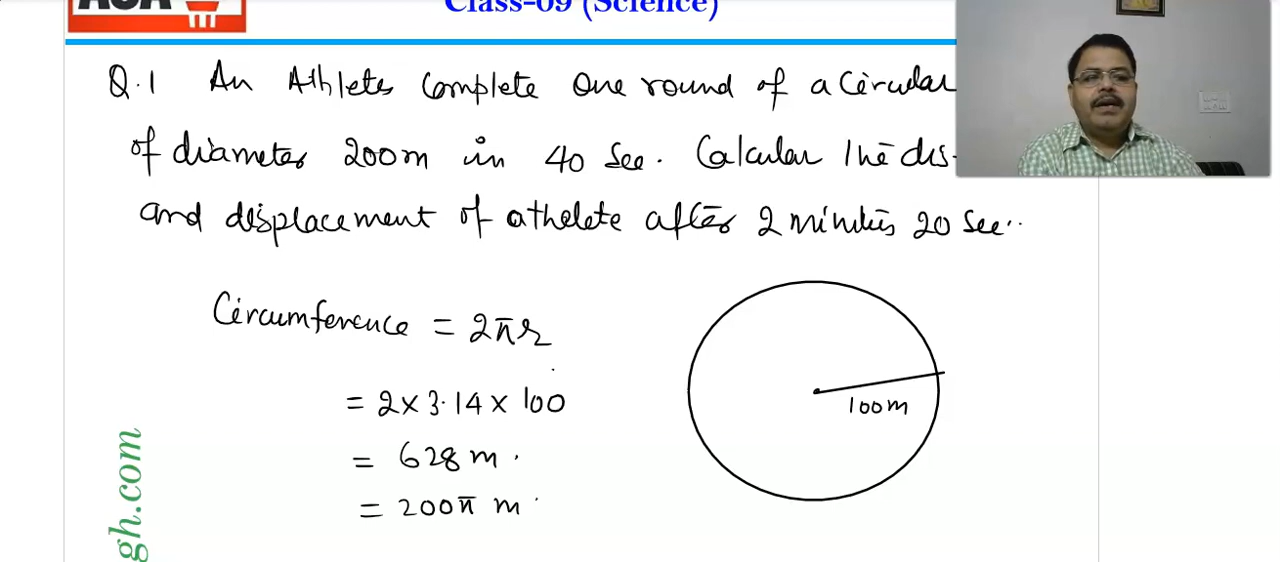 Class-09 (Science)
Q.1 An Athletes Complete One round of a Circular
of diameter 200m in 40 Sec. Calcular The dis-
and displacement of athelete after 2 minutes 20 Sec..
Circumference = 2πr
= 2 x 3.14 x 100
= 628 m.
= 200π m.
100m
gh.com